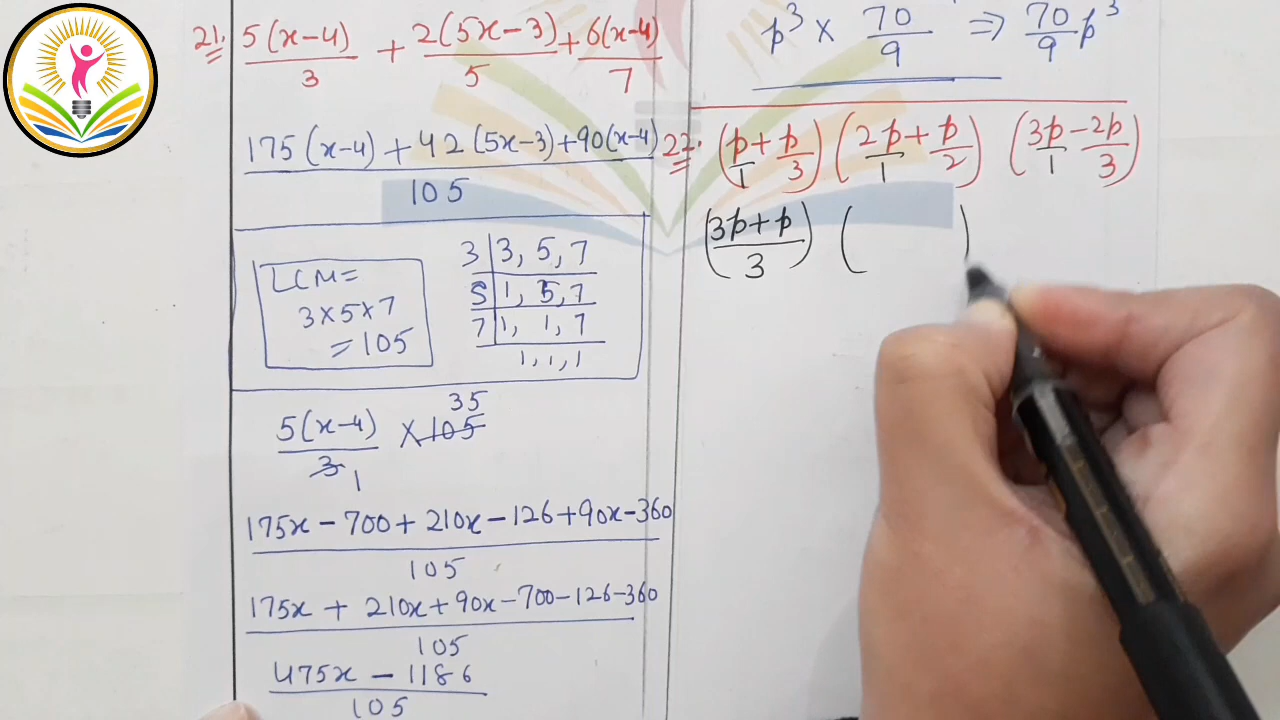 21. 5(x-4)/3 + 2(5x-3)/5 + 6(x-4)/7
175(x-4)+42(5x-3)+90(x-4)
105
LCM=
3×5×7
=105
3 | 3, 5, 7
5 | 1, 5, 7
7 | 1, 1, 7
1, 1, 1
5(x-4)/3 × 105
35
1
175x - 700 + 210x - 126 + 90x - 360
105
175x + 210x + 90x - 700 - 126 - 360
105
475x - 1186
105
p³ × 70/9 ⇒ 70/9 p³
22. (p/1 + p/3) (2p/1 + p/2) (3p/1 - 2p/3)
(3p+p/3) ( )